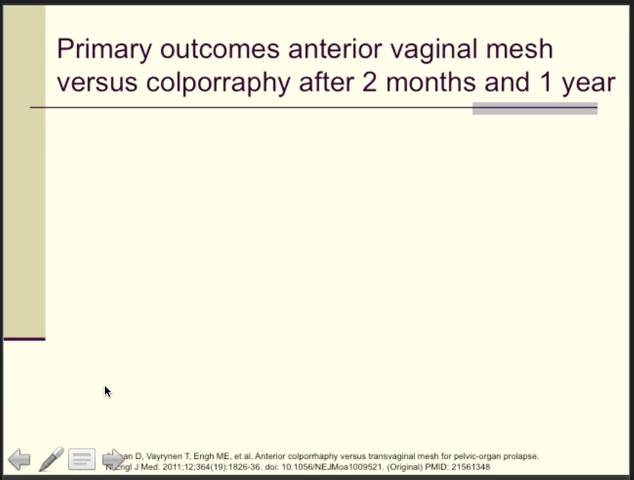 Primary outcomes anterior vaginal mesh
versus colporraphy after 2 months and 1 year
an D, Vayrynen T, Engh ME, et al. Anterior colporrhaphy versus transvaginal mesh for pelvic-organ prolapse.
Engl J Med. 2011;12;364(19):1826-36. doi: 10.1056/NEJMoa1009521. (Original) PMID: 21561348